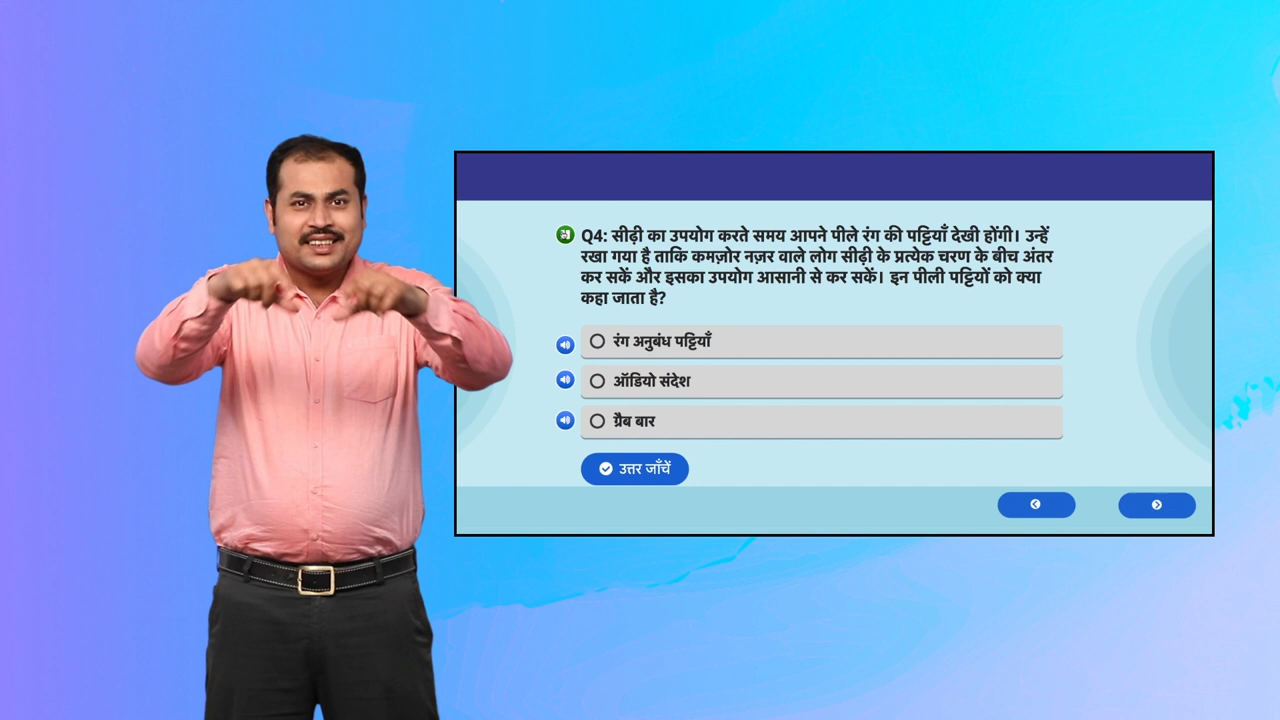 Q4: सीढ़ी का उपयोग करते समय आपने पीले रंग की पट्टियाँ देखी होंगी। उन्हें
रखा गया है ताकि कमज़ोर नज़र वाले लोग सीढ़ी के प्रत्येक चरण के बीच अंतर
कर सकें और इसका उपयोग आसानी से कर सकें। इन पीली पट्टियों को क्या
कहा जाता है?
रंग अनुबंध पट्टियाँ
ऑडियो संदेश
ग्रैब बार
उत्तर जाँचें